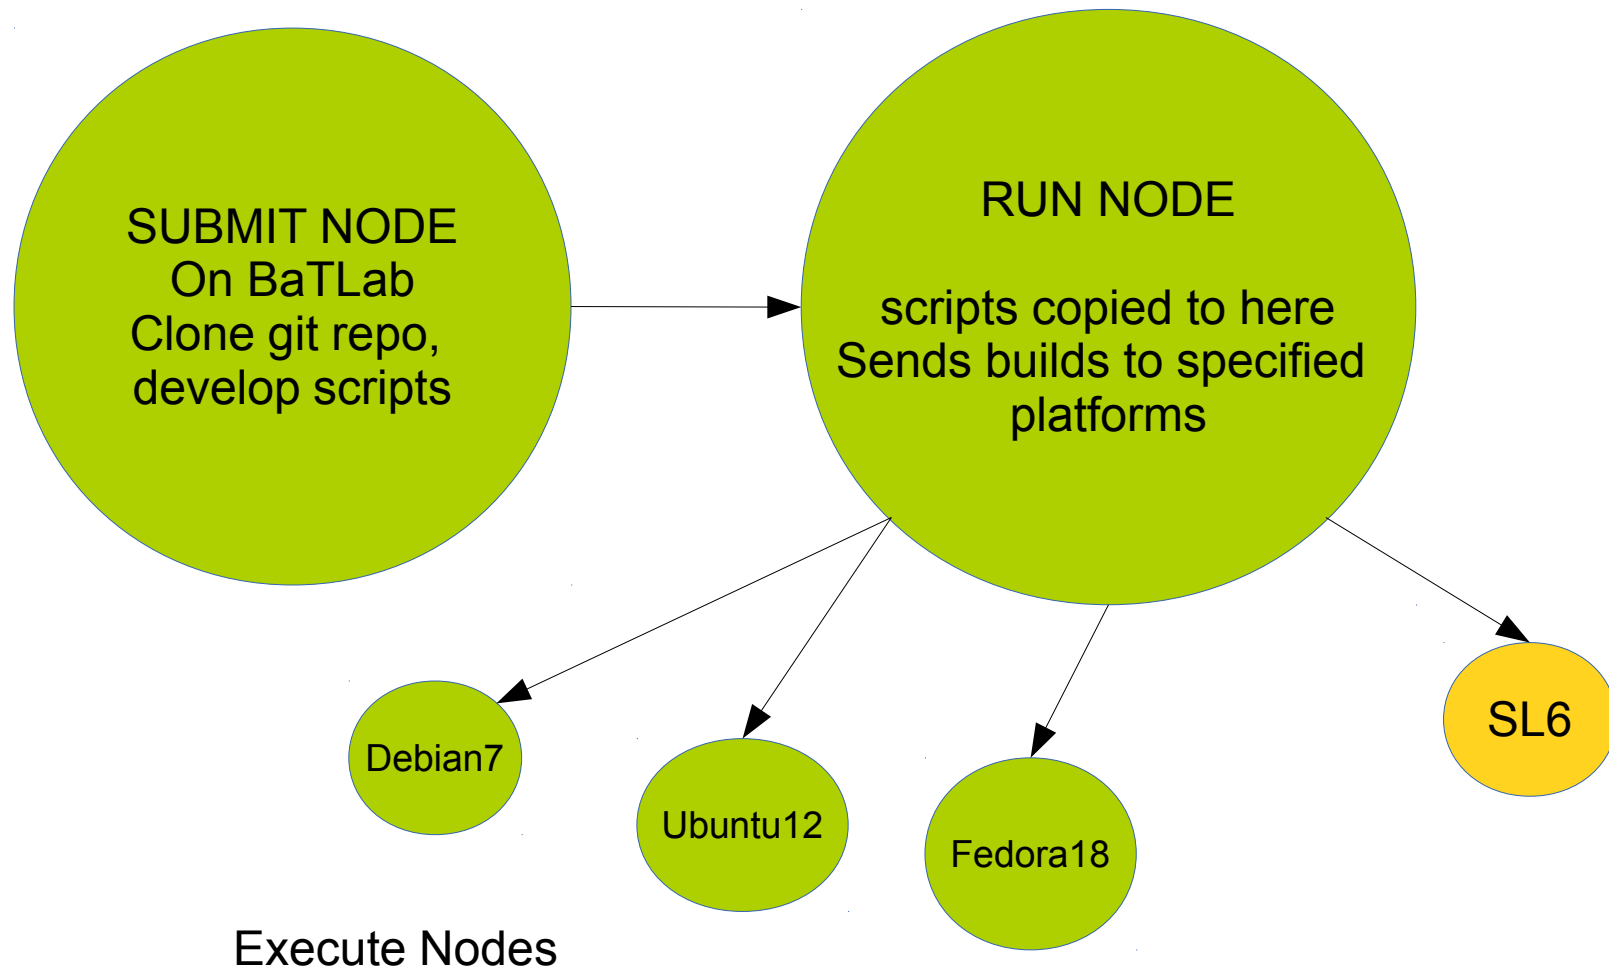 SUBMIT NODE
On BaTLab
Clone git repo,
develop scripts
RUN NODE
scripts copied to here
Sends builds to specified
platforms
Debian7
Ubuntu12
Fedora18
SL6
Execute Nodes